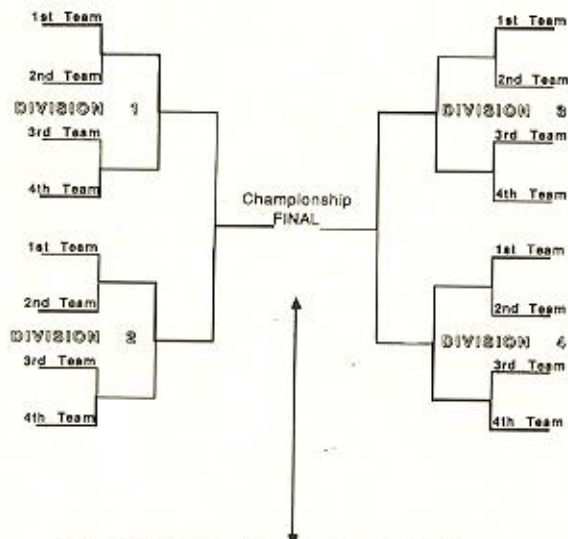 1st Team
2nd Team
DIVISION 1
3rd Team
4th Team
1st Team
2nd Team
DIVISION 2
3rd Team
4th Team
Championship
FINAL
1st Team
2nd Team
DIVISION 3
3rd Team
4th Team
1st Team
2nd Team
DIVISION 4
3rd Team
4th Team